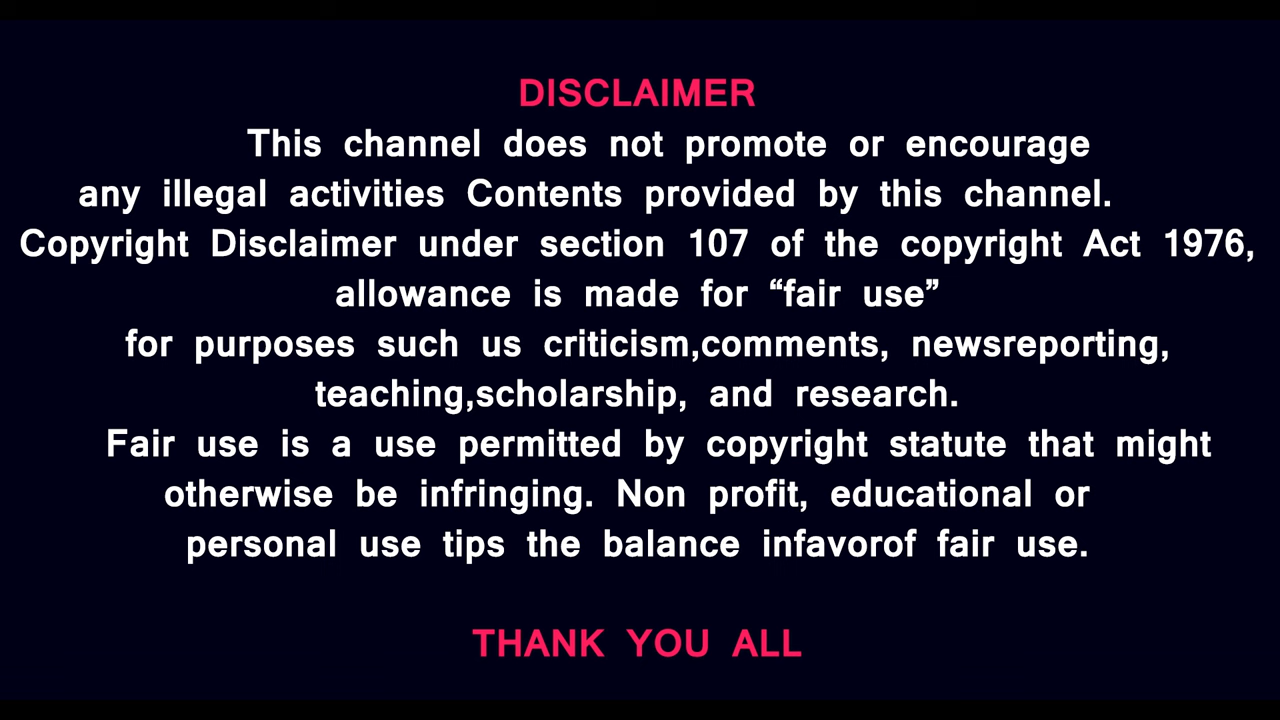 DISCLAIMER
This channel does not promote or encourage
any illegal activities Contents provided by this channel.
Copyright Disclaimer under section 107 of the copyright Act 1976,
allowance is made for “fair use”
for purposes such us criticism,comments, newsreporting,
teaching,scholarship, and research.
Fair use is a use permitted by copyright statute that might
otherwise be infringing. Non profit, educational or
personal use tips the balance infavorof fair use.
THANK YOU ALL